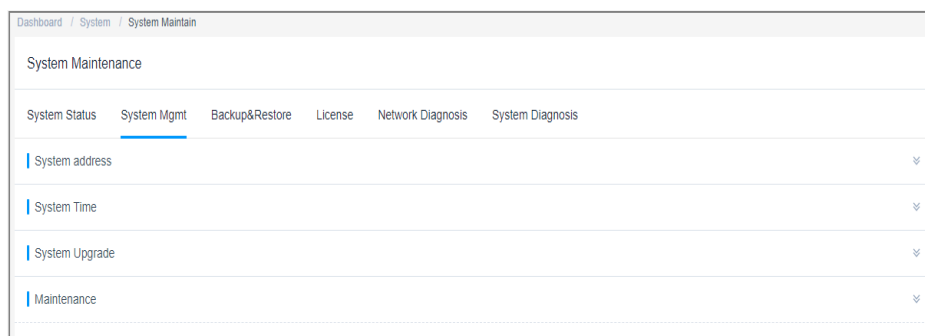 Dashboard / System / System Maintain
System Maintenance
System Status System Mgmt Backup&Restore License Network Diagnosis System Diagnosis
System address
System Time
System Upgrade
Maintenance